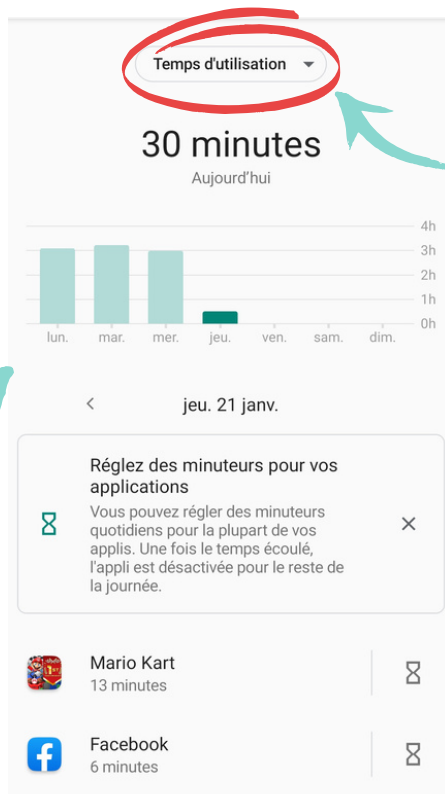 Temps d'utilisation
30 minutes
Aujourd'hui
4h
3h
2h
1h
0h
lun. mar. mer. jeu. ven. sam. dim.
jeu. 21 janv.
Réglez des minuteurs pour vos
applications
Vous pouvez régler des minuteurs
quotidiens pour la plupart de vos
applis. Une fois le temps écoulé,
l'appli est désactivée pour le reste de
la journée.
Mario Kart
13 minutes
Facebook
6 minutes